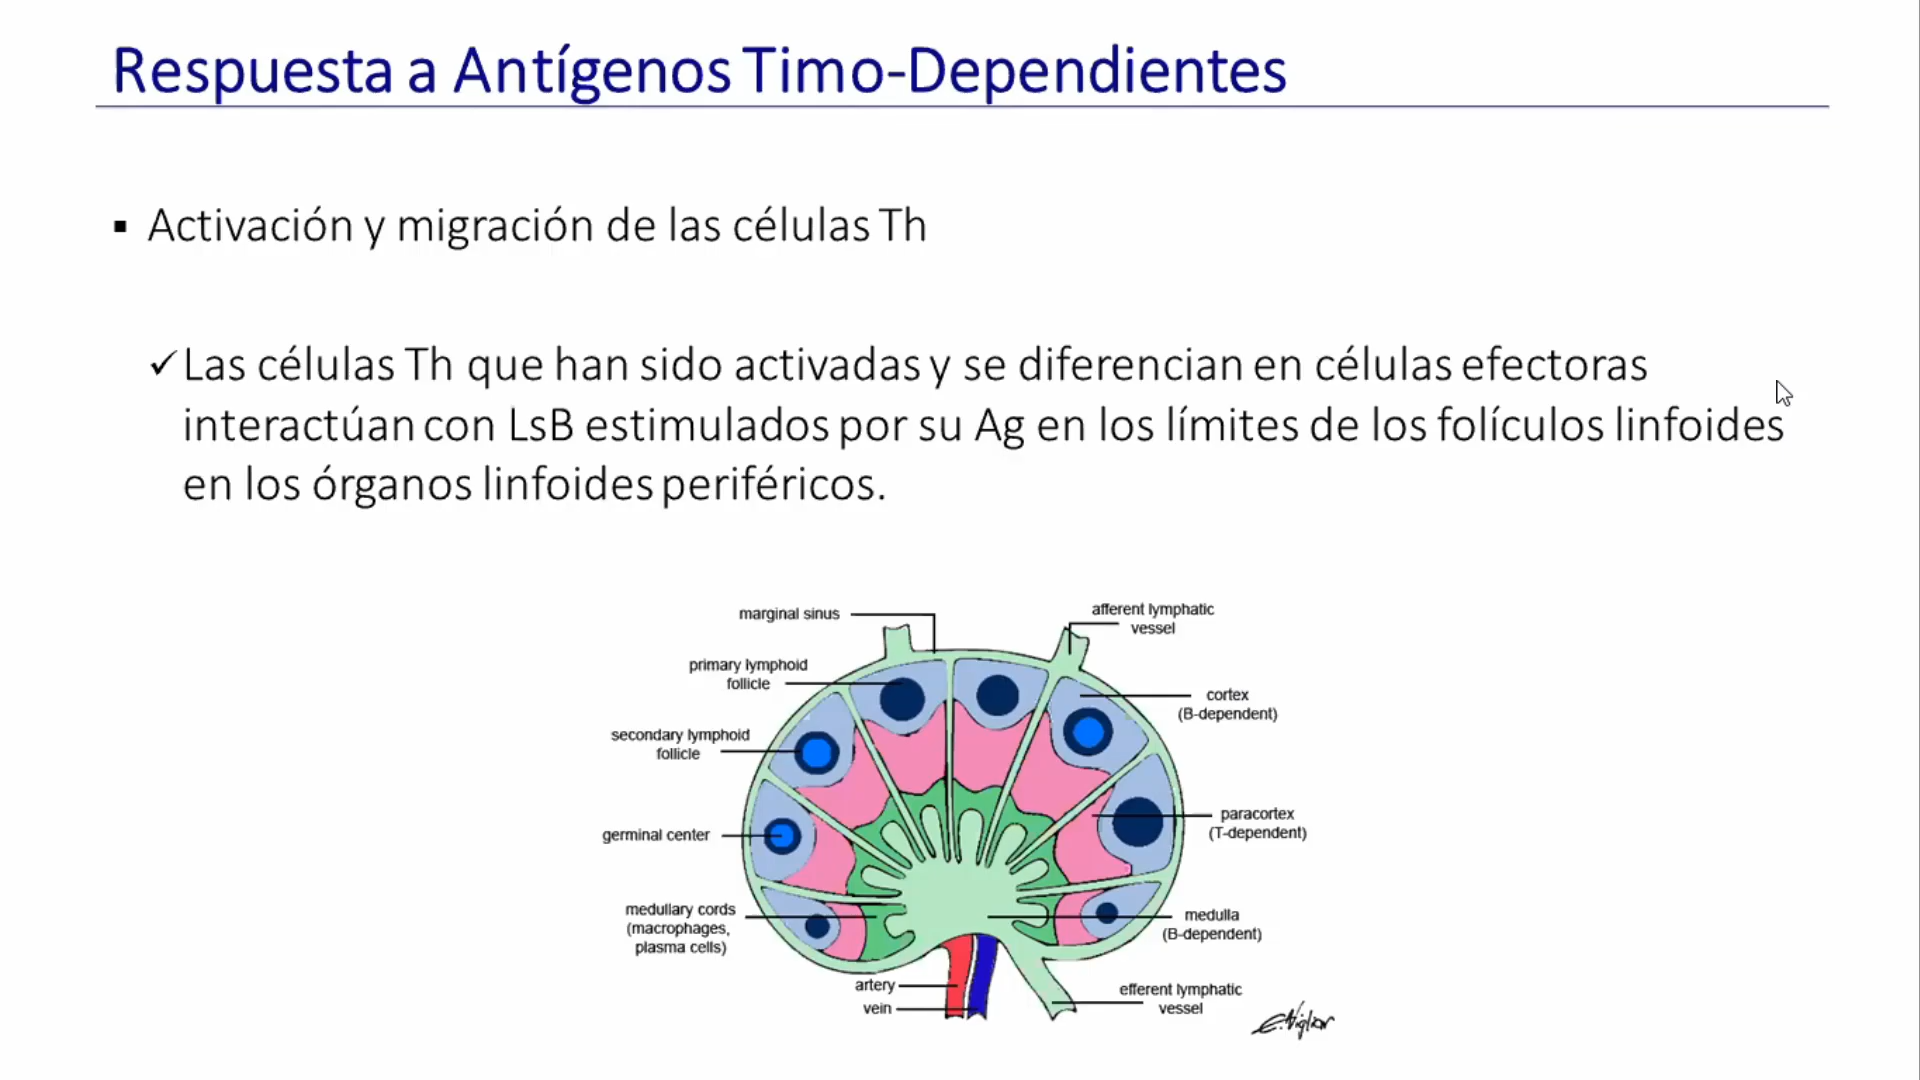 Respuesta a Antígenos Timo-Dependientes
Activación y migración de las células Th
Las células Th que han sido activadas y se diferencian en células efectoras
interactúan con LsB estimulados por su Ag en los límites de los folículos linfoides
en los órganos linfoides periféricos.
marginal sinus
afferent lymphatic
vessel
primary lymphoid
follicle
cortex
(B-dependent)
secondary lymphoid
follicle
paracortex
(T-dependent)
germinal center
medullary cords
(macrophages,
plasma cells)
medulla
(B-dependent)
artery
vein
efferent lymphatic
vessel